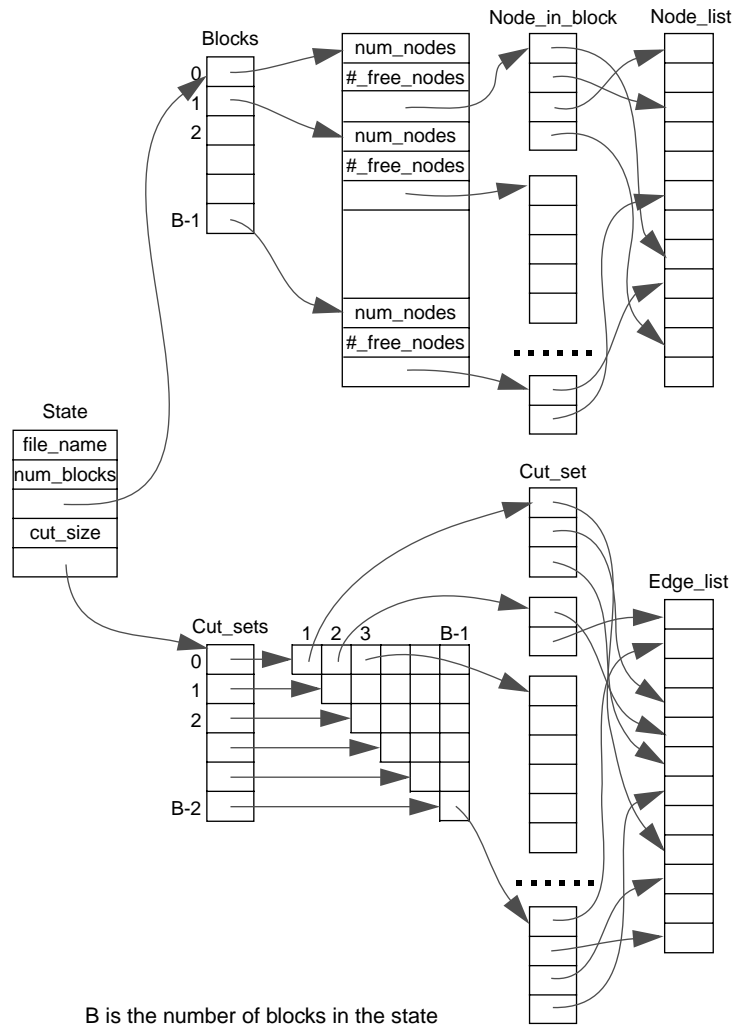 Node_in_block
Node_list
Blocks
0
1
2
B-1
num_nodes
#_free_nodes
num_nodes
#_free_nodes
num_nodes
#_free_nodes
State
file_name
num_blocks
cut_size
Cut_set
Edge_list
Cut_sets
1 2 3 B-1
0
1
2
B-2
B is the number of blocks in the state